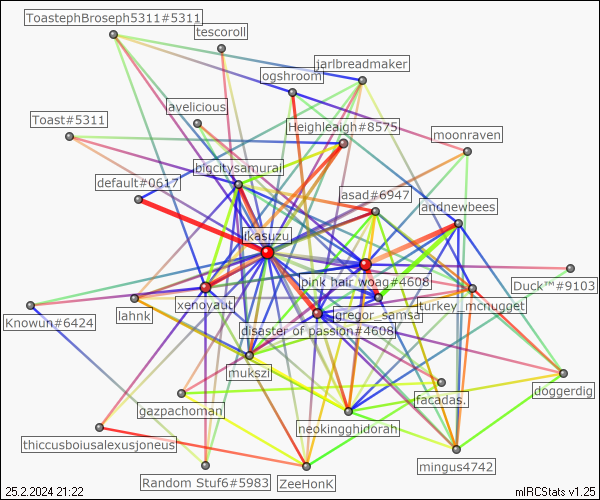 ToastephBroseph5311#5311
tescoroll
jarlbreadmaker
ogshroom
avelicious
Toast#5311
Heighleaigh#8575
moonraven
bigcitysamurai
default#0617
asad#6947
landnewbees
ikasuzu
pink hair woag#4608
Duck™#9103
xenovaut
lahnk
gregor_samsa
turkey_mcnugget
Knowun#6424
disaster of passion#4608
mukszi
doggerdig
facadas.
gazpachoman
neokingghidorah
thiccusboiusalexusjoneus
mingus4742
Random Stuf6#5983
ZeeHonK
25.2.2024 21:22
mIRCStats v1.25